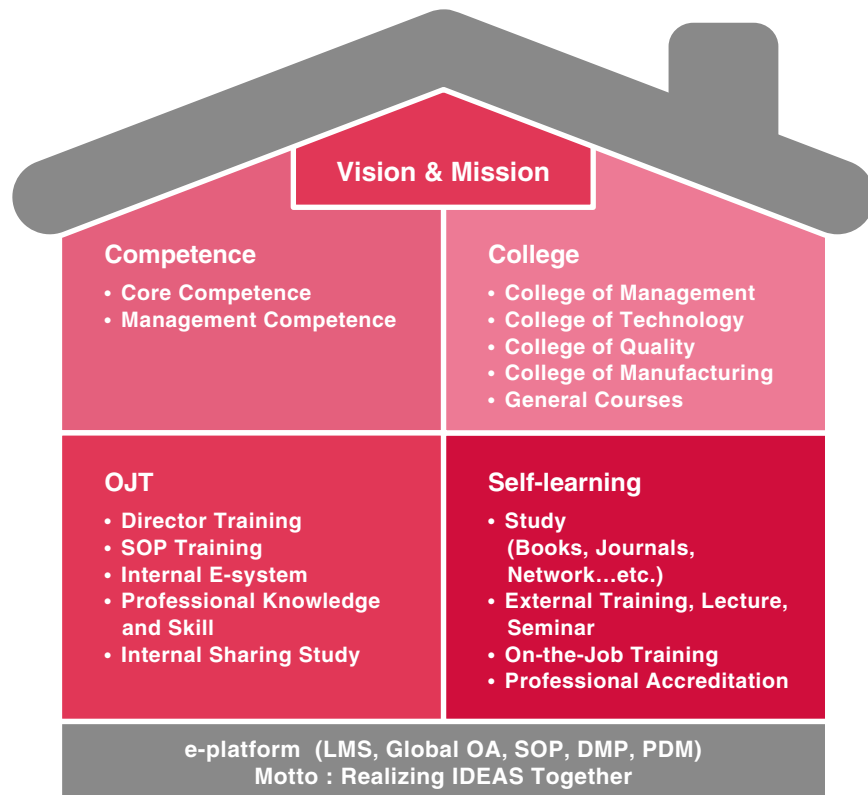 Vision & Mission
Competence
• Core Competence
• Management Competence
College
• College of Management
• College of Technology
• College of Quality
• College of Manufacturing
• General Courses
OJT
• Director Training
• SOP Training
• Internal E-system
• Professional Knowledge
and Skill
• Internal Sharing Study
Self-learning
• Study
(Books, Journals,
Network...etc.)
• External Training, Lecture,
Seminar
• On-the-Job Training
• Professional Accreditation
e-platform (LMS, Global OA, SOP, DMP, PDM)
Motto : Realizing IDEAS Together